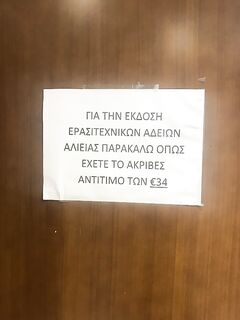 ΓΙΑ ΤΗΝ ΕΚΔΟΣΗ
ΕΡΑΣΙΤΕΧΝΙΚΩΝ ΑΔΕΙΩΝ
ΑΛΙΕΙΑΣ ΠΑΡΑΚΑΛΩ ΟΠΩΣ
ΕΧΕΤΕ ΤΟ ΑΚΡΙΒΕΣ
ΑΝΤΙΤΙΜΟ ΤΩΝ €34